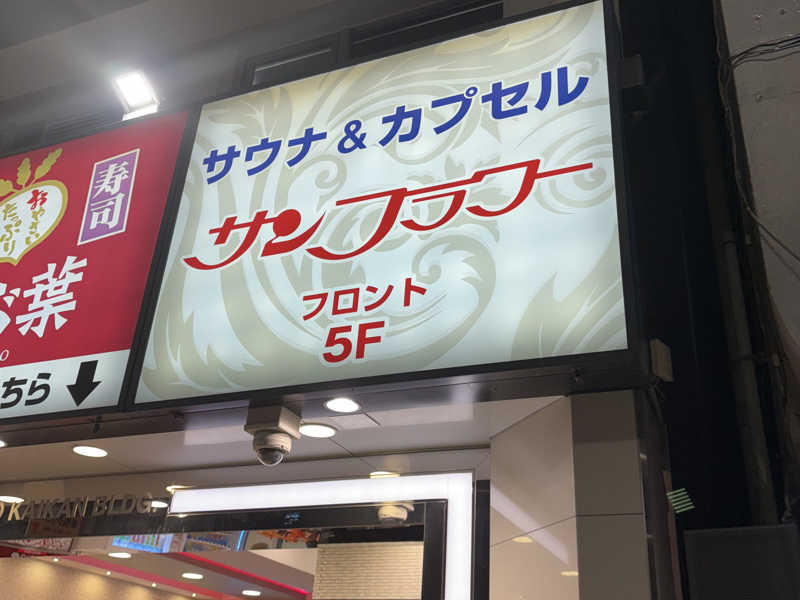 サウナ＆カプセル
サンフラワー
フロント
5F
寿司
おやさい
たっぷり
葉
ちら
KAIKAN BLDG